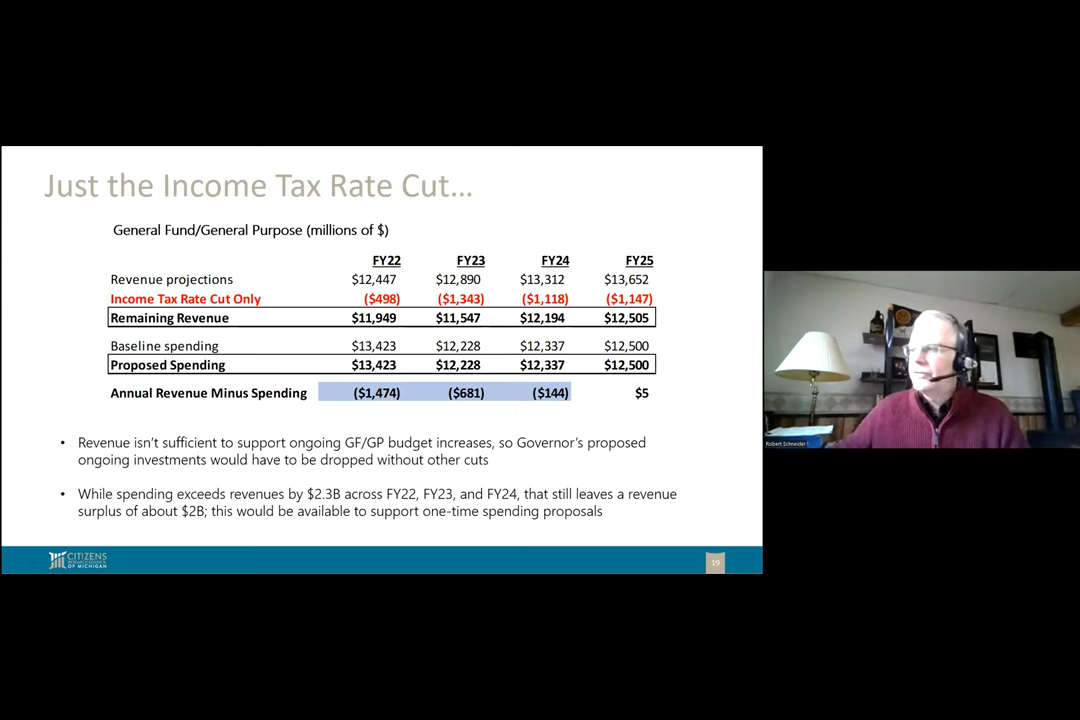 Just the Income Tax Rate Cut...
General Fund/General Purpose (millions of $)
FY22 FY23 FY24 FY25
Revenue projections $12,447 $12,890 $13,312 $13,652
Income Tax Rate Cut Only ($498) ($1,343) ($1,118) ($1,147)
Remaining Revenue $11,949 $11,547 $12,194 $12,505
Baseline spending $13,423 $12,228 $12,337 $12,500
Proposed Spending $13,423 $12,228 $12,337 $12,500
Annual Revenue Minus Spending ($1,474) ($681) ($144) $5
• Revenue isn't sufficient to support ongoing GF/GP budget increases, so Governor's proposed
ongoing investments would have to be dropped without other cuts
• While spending exceeds revenues by $2.3B across FY22, FY23, and FY24, that still leaves a revenue
surplus of about $2B; this would be available to support one-time spending proposals
CITIZENS
RESEARCH COUNCIL
OF MICHIGAN
19
Robert Schneider